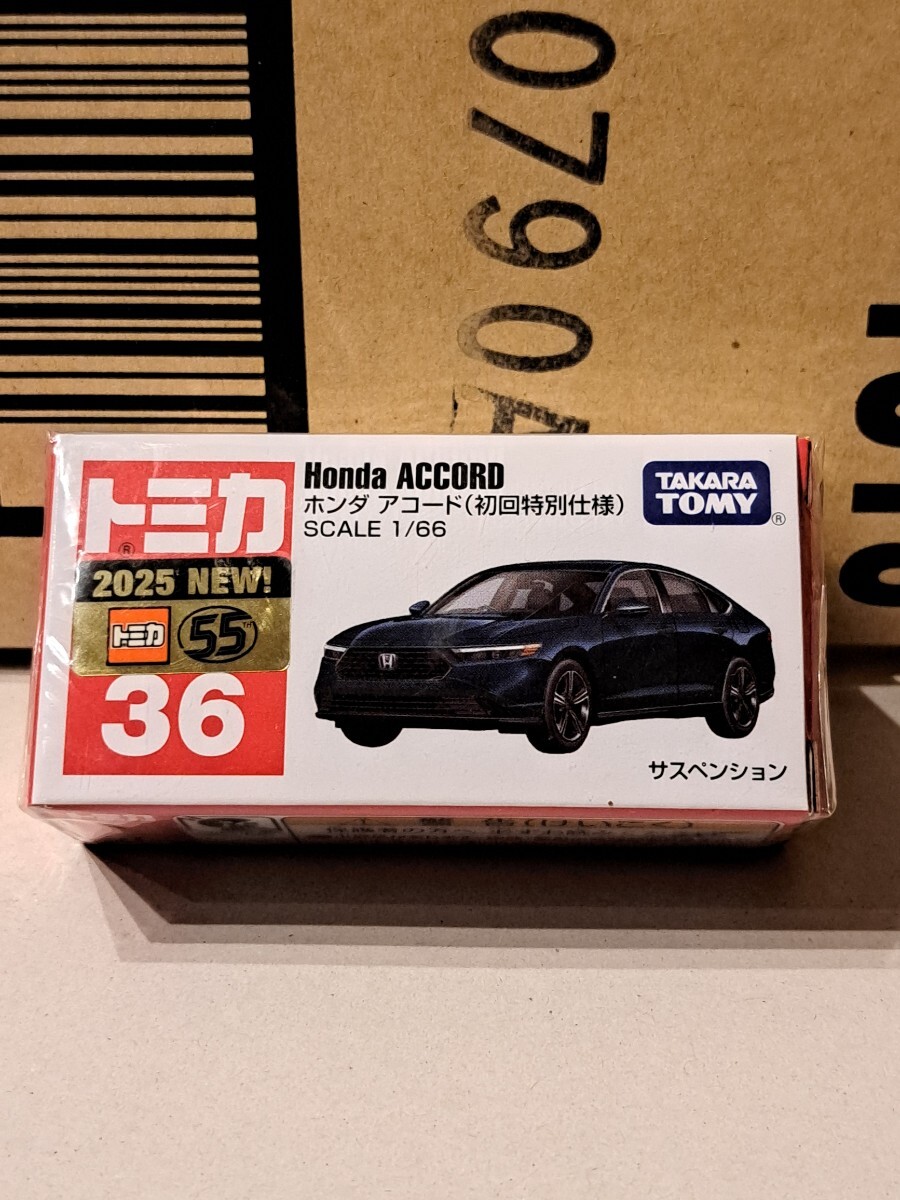 0790
Honda ACCORD
ホンダ アコード(初回特別仕様)
SCALE 1/66
TAKARA
TOMY
®
トミカ
®
2025 NEW!
トミカ
55TH
36
サスペンション